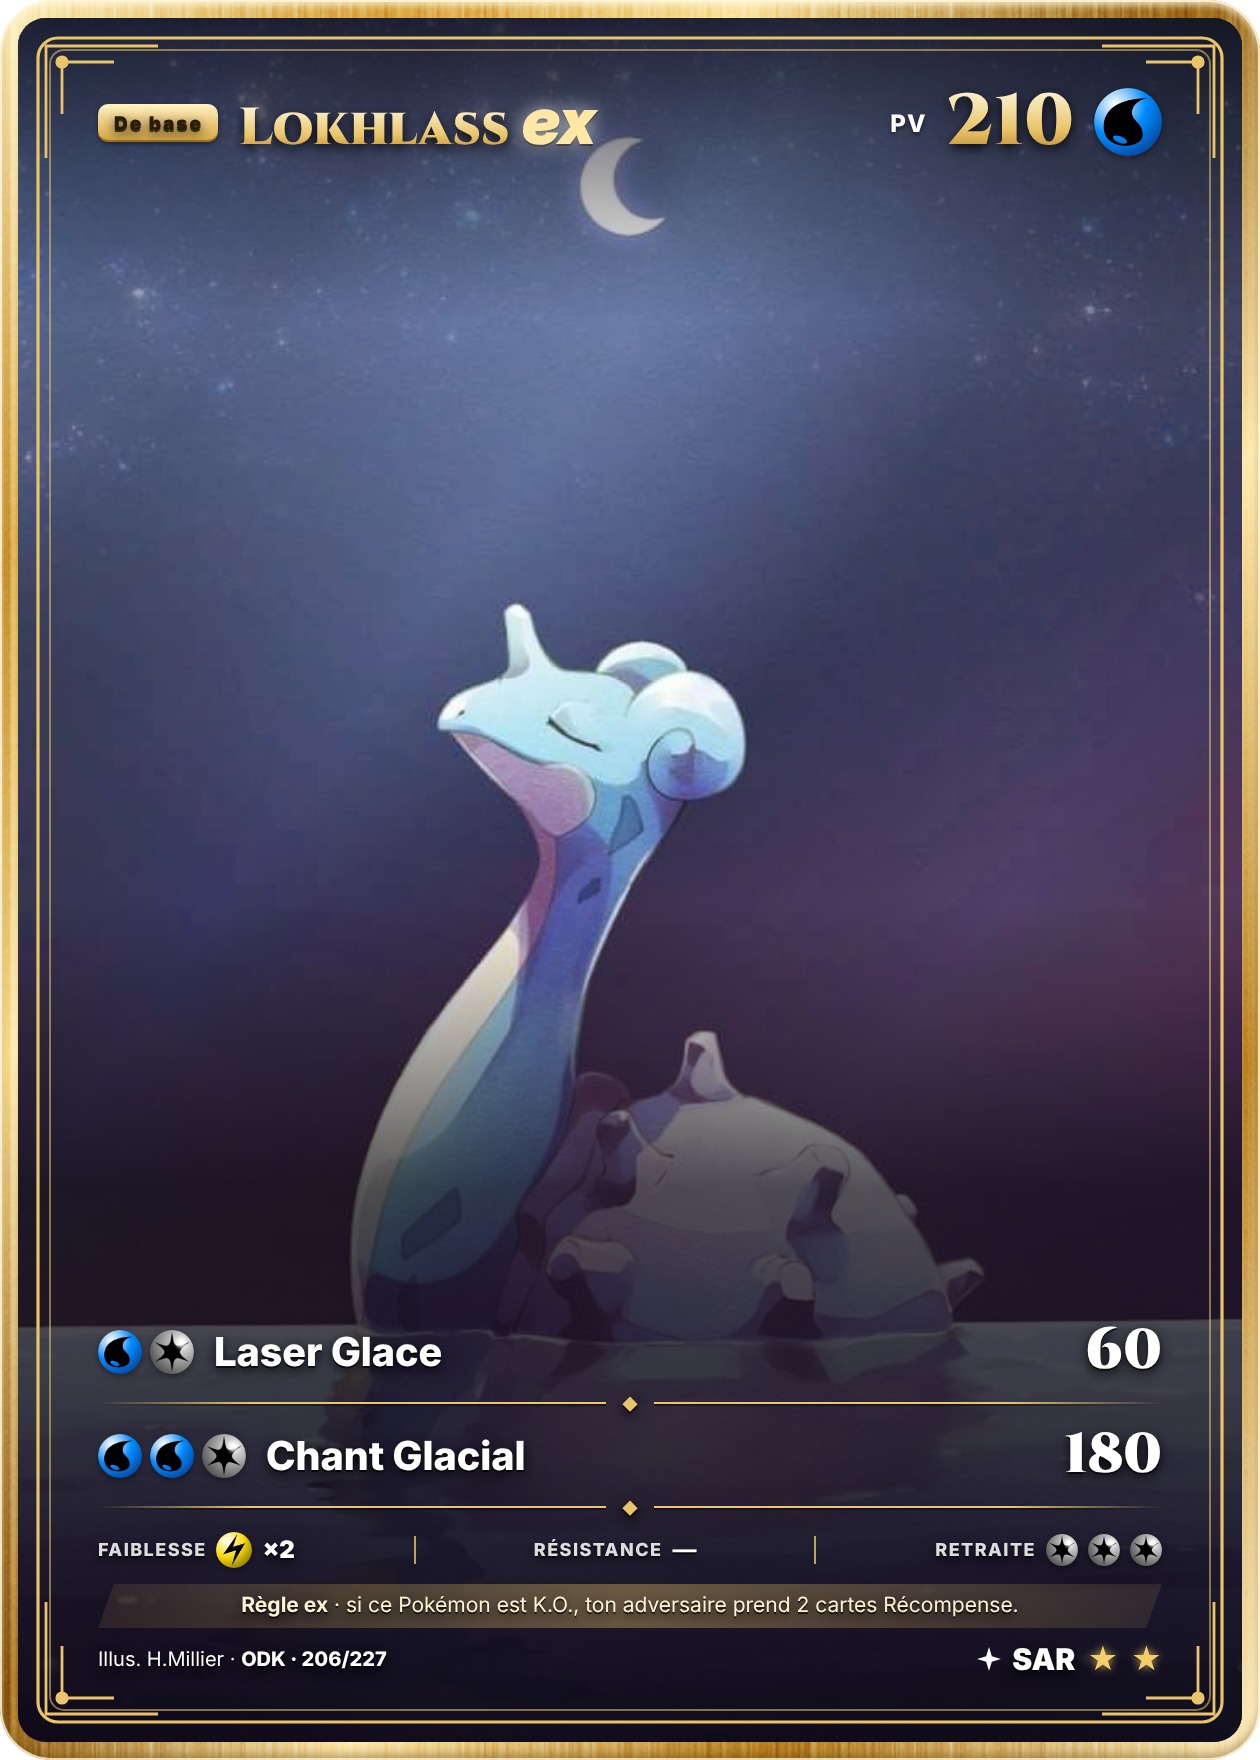 De base LOKHLASS ex PV 210
Laser Glace 60
Chant Glacial 180
FAIBLESSE ×2 RÉSISTANCE — RETRAITE
Règle ex · si ce Pokémon est K.O., ton adversaire prend 2 cartes Récompense.
Illus. H.Millier · ODK · 206/227 SAR